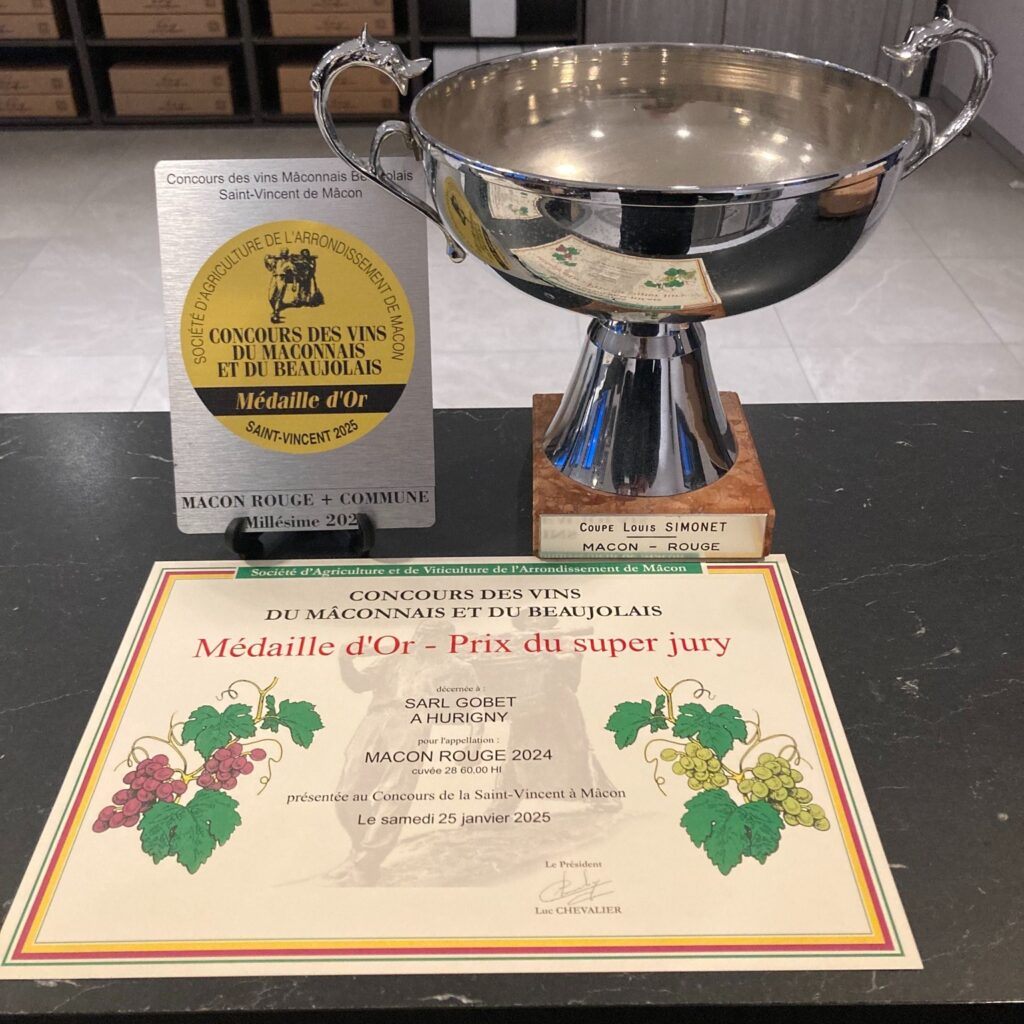 Concours des vins Mâconnais Beaujolais
Saint-Vincent de Mâcon
SOCIÉTÉ D'AGRICULTURE DE L'ARRONDISSEMENT DE MACON
CONCOURS DES VINS
DU MACONNAIS
ET DU BEAUJOLAIS
Médaille d'Or
SAINT-VINCENT 2025
MACON ROUGE + COMMUNE
Millésime 202
COUPE LOUIS SIMONET
MACON – ROUGE
Société d'Agriculture et de Viticulture de l'Arrondissement de Mâcon
CONCOURS DES VINS
DU MÂCONNAIS ET DU BEAUJOLAIS
Médaille d'Or - Prix du super jury
décernée à :
SARL GOBET
A HURIGNY
pour l'appellation :
MACON ROUGE 2024
cuvée 28 60.00 Hl
présentée au Concours de la Saint-Vincent à Mâcon
Le samedi 25 janvier 2025
Le Président
Luc CHEVALIER